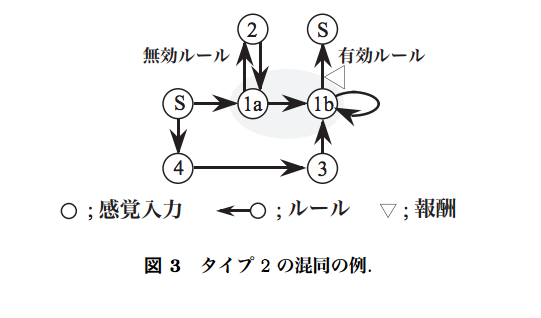 2
S
無効ルール
有効ルール
S
1a
1b
4
3
; 感覚入力
; ルール
; 報酬
図 3 タイプ 2 の混同の例.